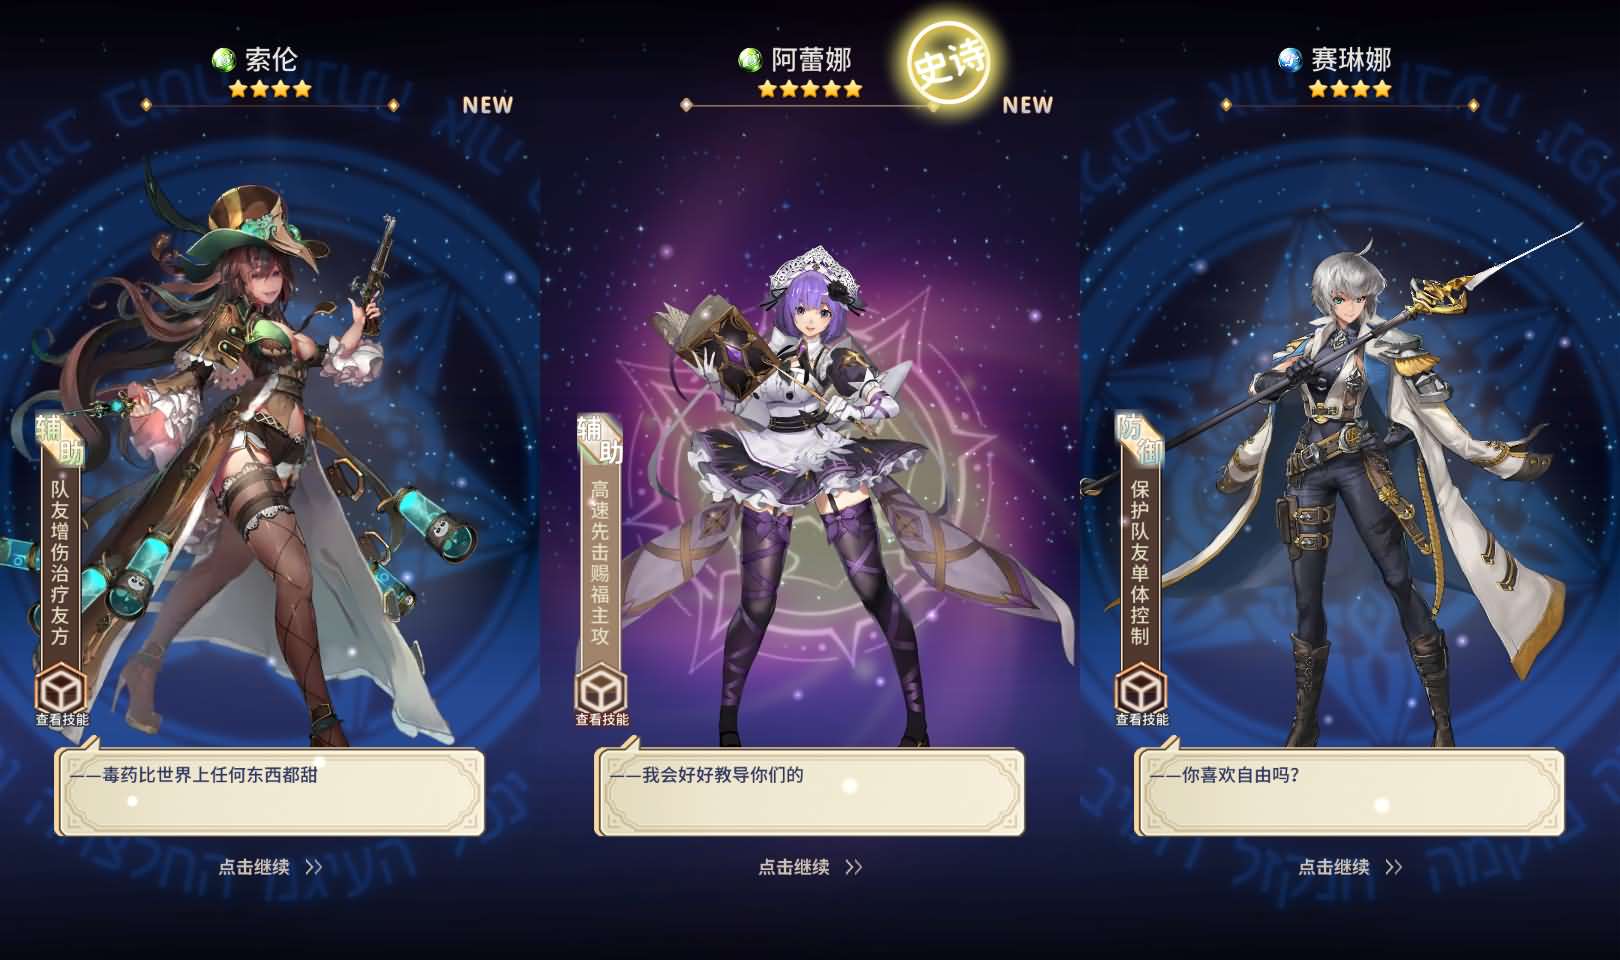 索伦
NEW
辅助
队友增伤治疗友方
查看技能
——毒药比世界上任何东西都甜
点击继续 >>
阿蕾娜
史诗
NEW
辅助
高速先击赐福主攻
查看技能
——我会好好教导你们的
点击继续 >>
赛琳娜
防御
保护队友单体控制
查看技能
——你喜欢自由吗？
点击继续 >>